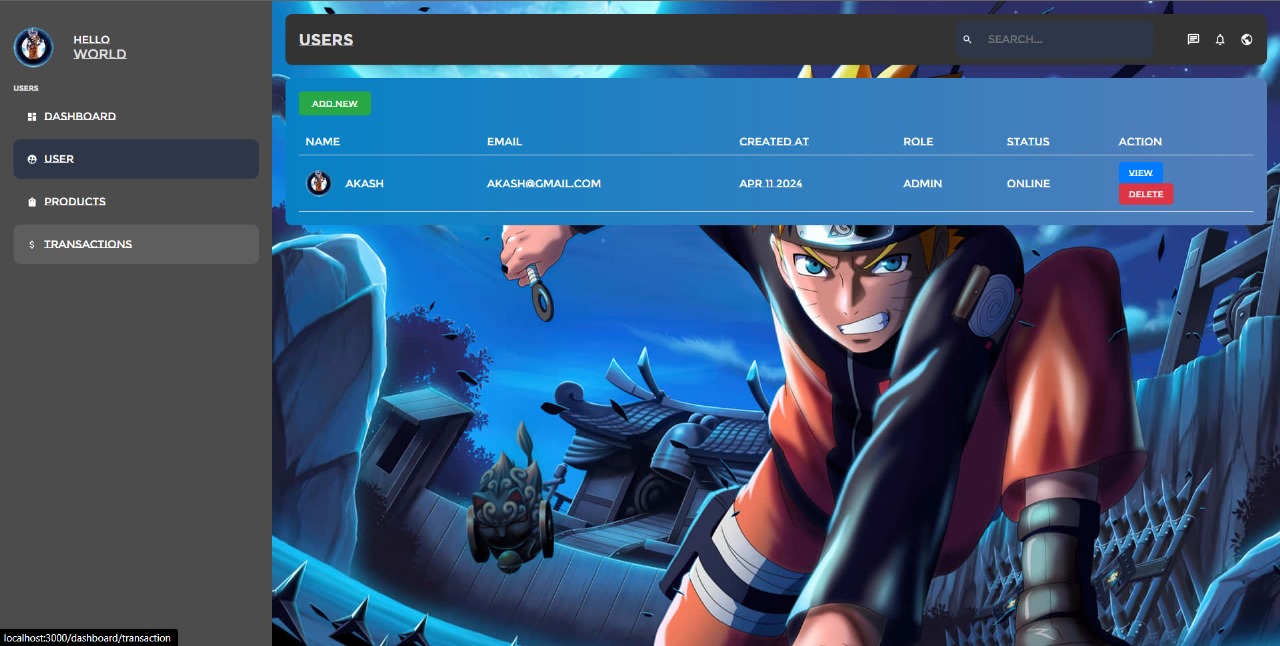 HELLO
WORLD
USERS
DASHBOARD
USER
PRODUCTS
$ TRANSACTIONS
USERS
SEARCH...
ADD NEW
NAME EMAIL CREATED AT ROLE STATUS ACTION
AKASH AKASH@GMAIL.COM APR 11 2024 ADMIN ONLINE VIEW
DELETE
localhost:3000/dashboard/transaction